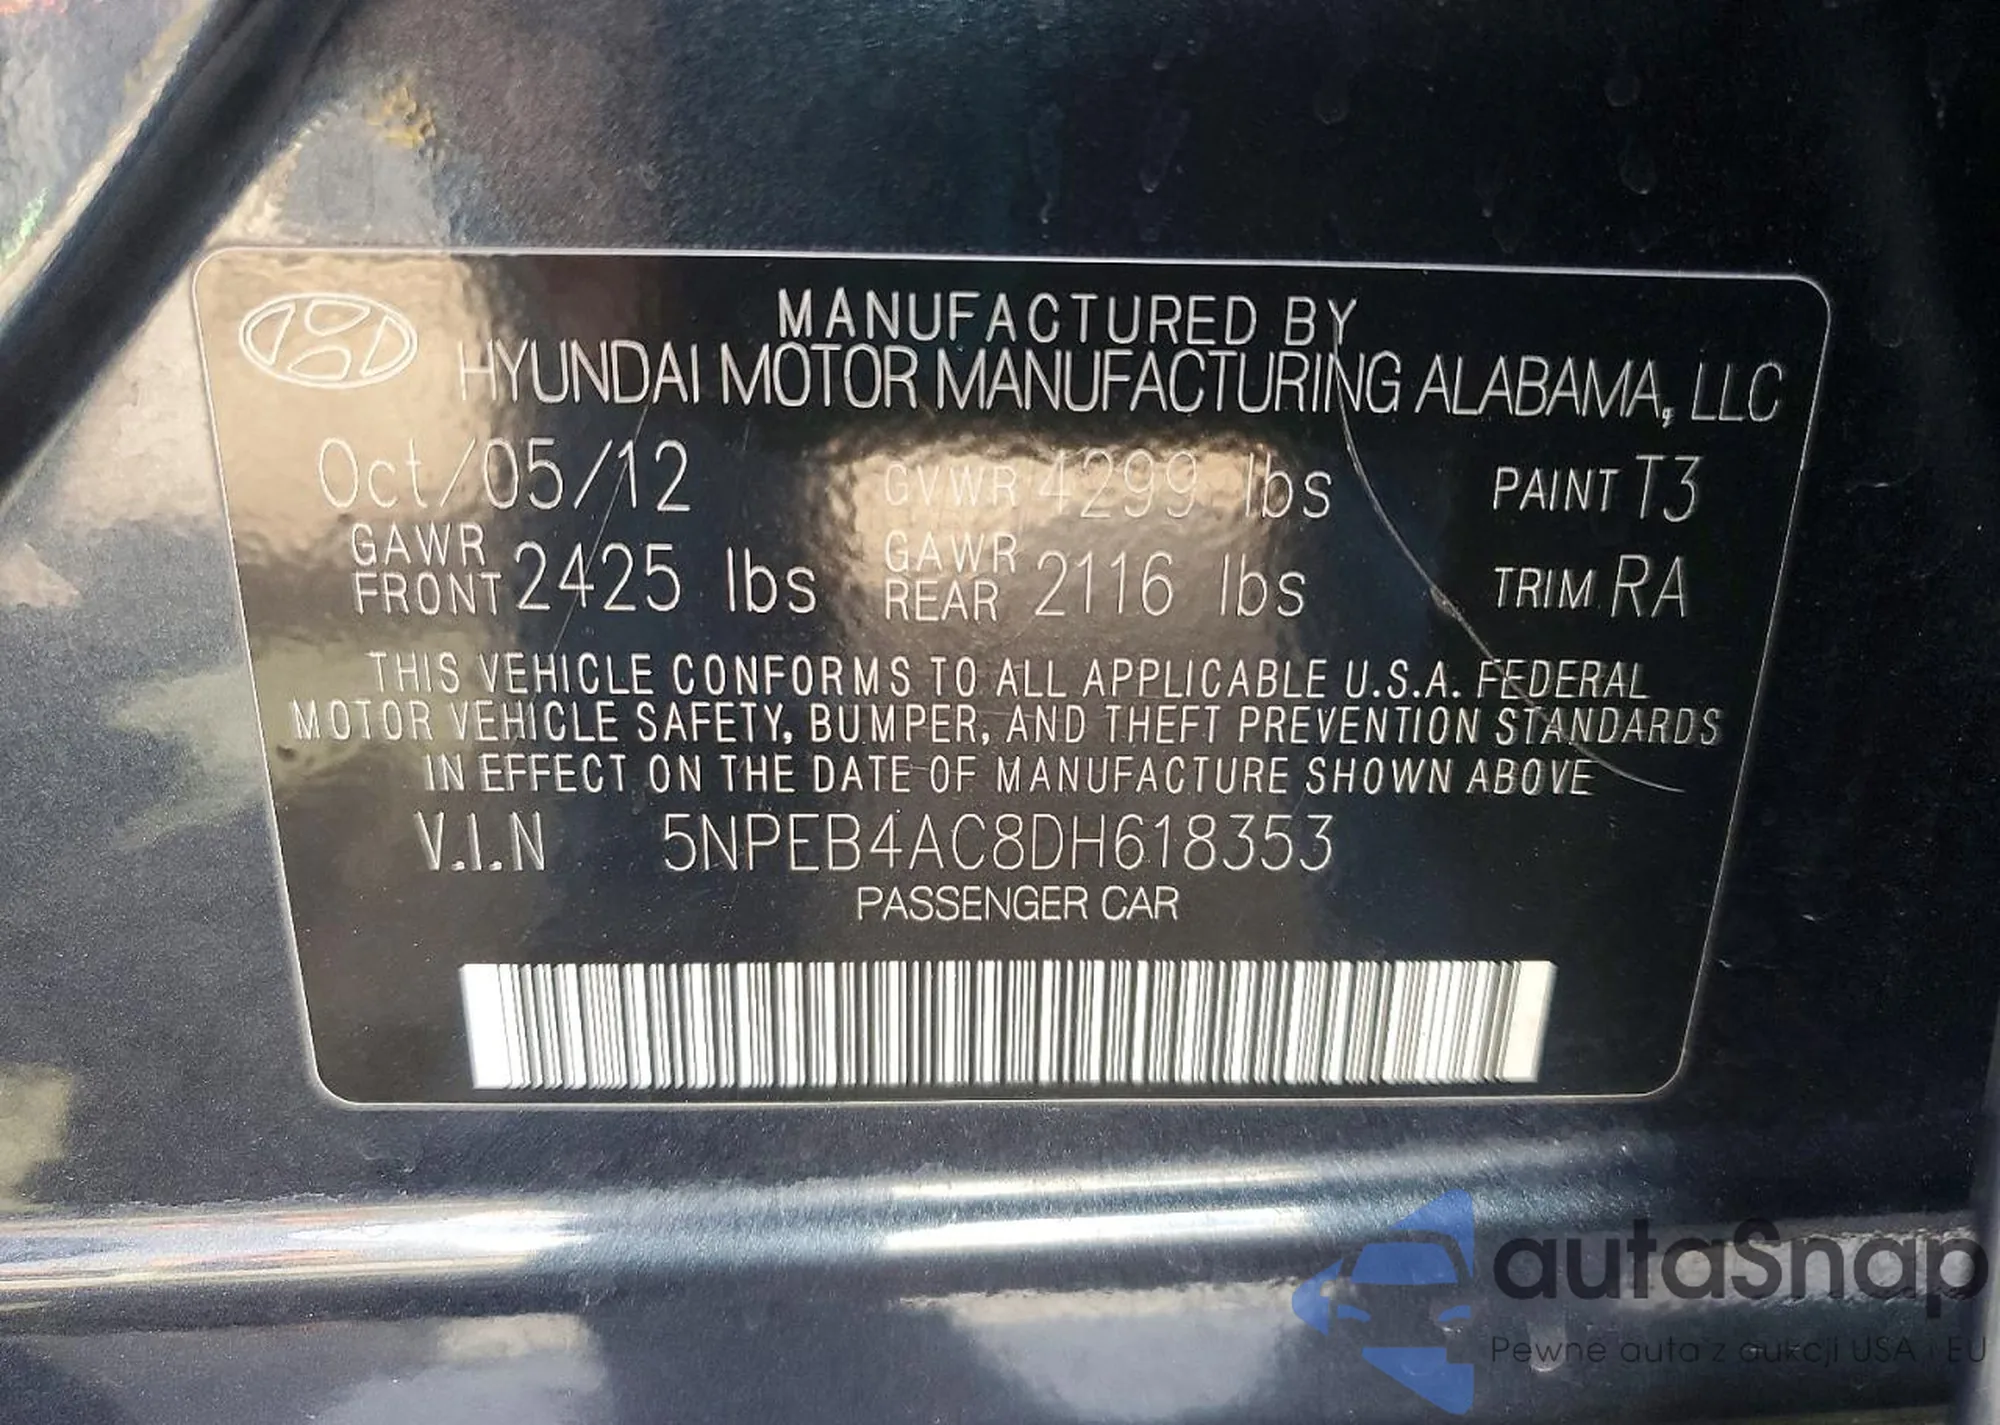 MANUFACTURED BY
HYUNDAI MOTOR MANUFACTURING ALABAMA, LLC
Oct/05/12 GVWR 4299 lbs PAINT T3
GAWR FRONT 2425 lbs GAWR REAR 2116 lbs TRIM RA
THIS VEHICLE CONFORMS TO ALL APPLICABLE U.S.A. FEDERAL
MOTOR VEHICLE SAFETY, BUMPER, AND THEFT PREVENTION STANDARDS
IN EFFECT ON THE DATE OF MANUFACTURE SHOWN ABOVE
V.I.N 5NPEB4AC8DH618353
PASSENGER CAR
autaSnap
Pewne auta z aukcji USA i EU